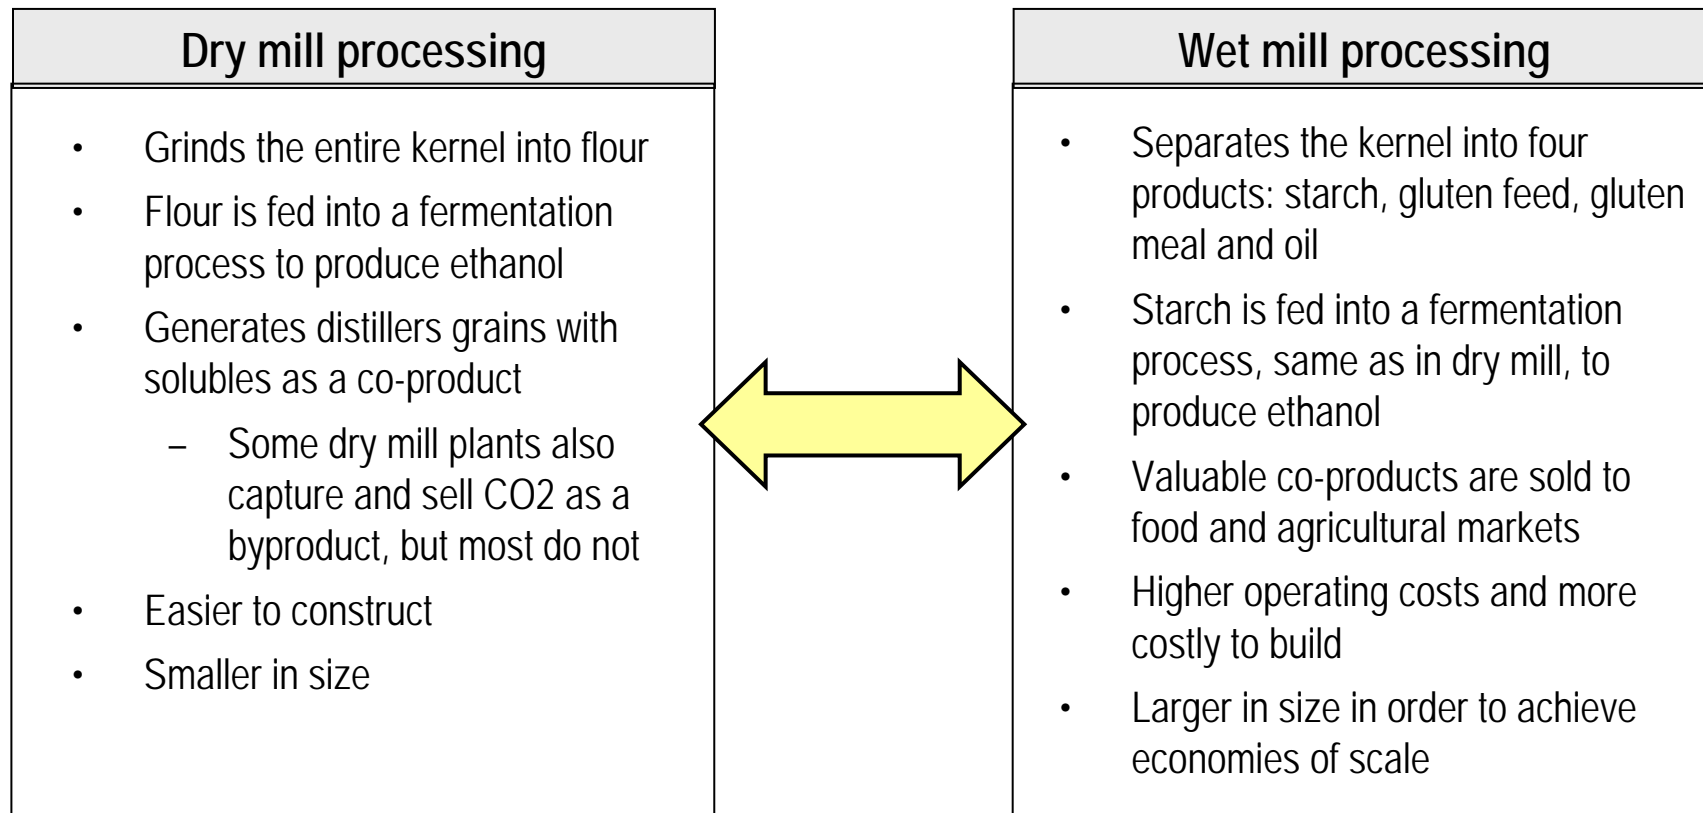 Dry mill processing
• Grinds the entire kernel into flour
• Flour is fed into a fermentation
process to produce ethanol
• Generates distillers grains with
solubles as a co-product
– Some dry mill plants also
capture and sell CO2 as a
byproduct, but most do not
• Easier to construct
• Smaller in size
Wet mill processing
• Separates the kernel into four
products: starch, gluten feed, gluten
meal and oil
• Starch is fed into a fermentation
process, same as in dry mill, to
produce ethanol
• Valuable co-products are sold to
food and agricultural markets
• Higher operating costs and more
costly to build
• Larger in size in order to achieve
economies of scale